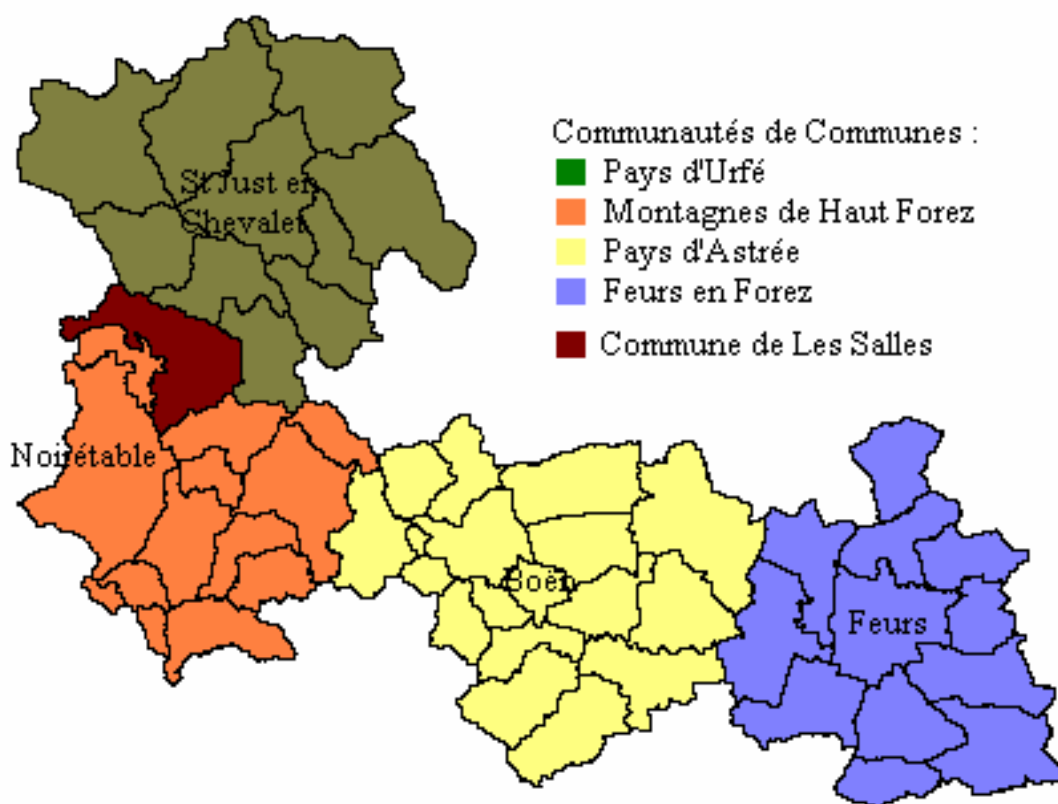 Communautés de Communes :
Pays d'Urfé
Montagnes de Haut Forez
Pays d'Astrée
Feurs en Forez
Commune de Les Salles
St Just en
Chevalet
Noirétable
Boën
Feurs